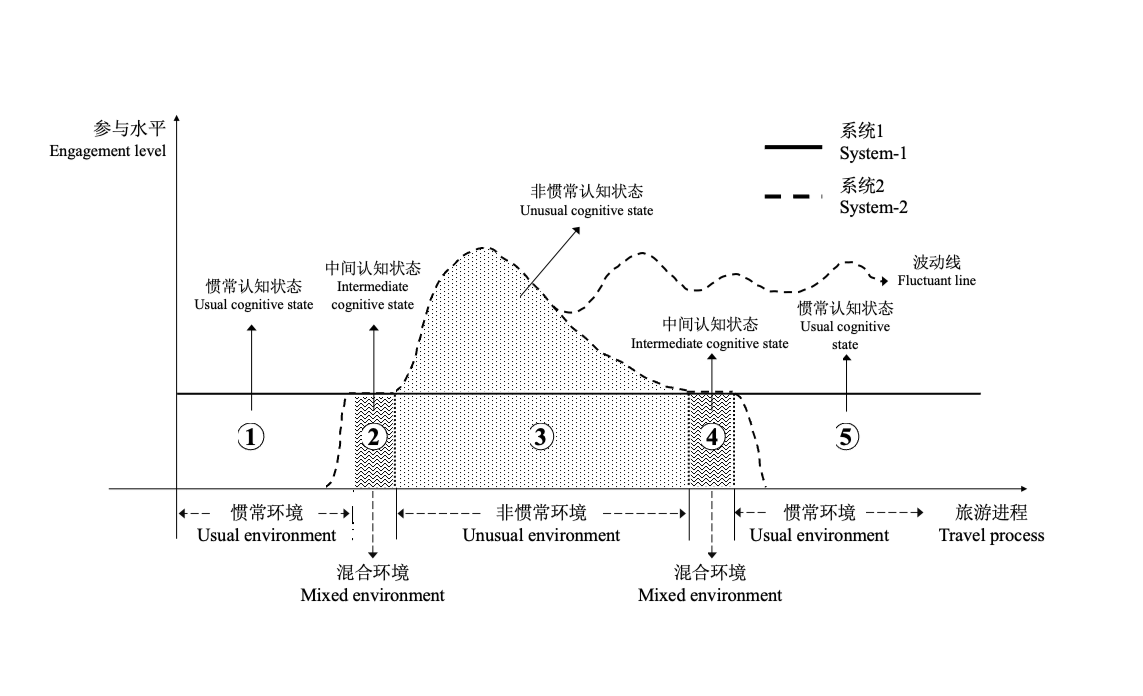 参与水平
Engagement level
系统1
System-1
系统2
System-2
非惯常认知状态
Unusual cognitive state
中间认知状态
Intermediate
cognitive state
惯常认知状态
Usual cognitive state
波动线
Fluctuant line
惯常认知状态
Usual cognitive
state
中间认知状态
Intermediate cognitive state
① ② ③ ④ ⑤
惯常环境
Usual environment
非惯常环境
Unusual environment
惯常环境
Usual environment
旅游进程
Travel process
混合环境
Mixed environment
混合环境
Mixed environment